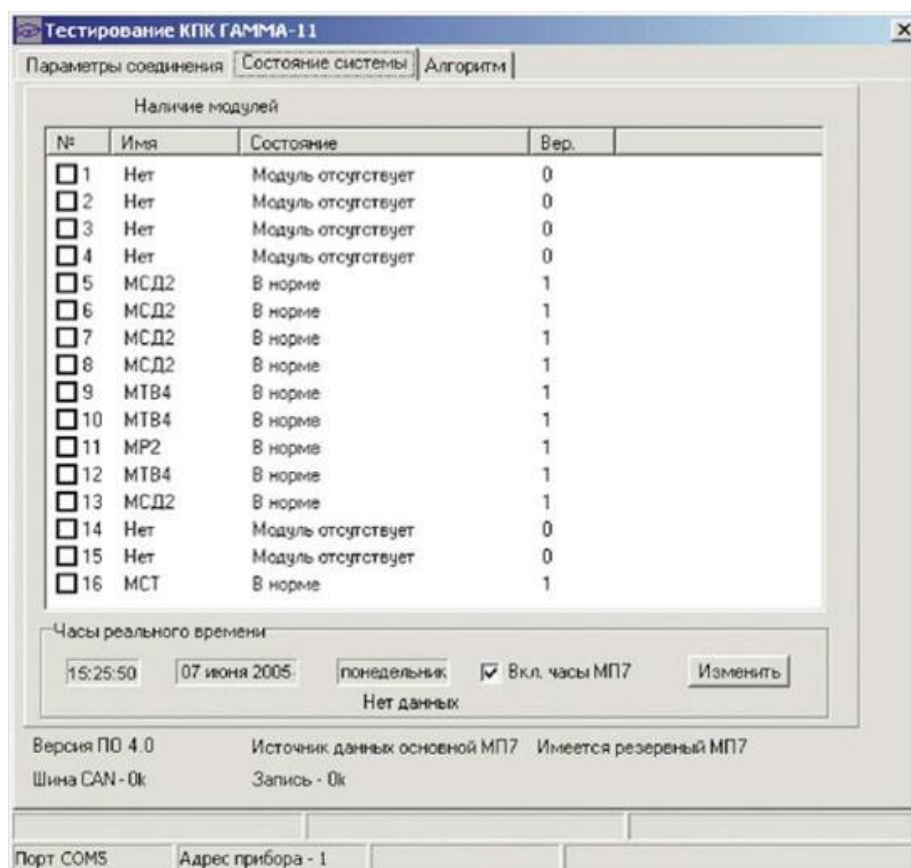 Тестирование КПК ГАММА-11
Параметры соединения Состояние системы Алгоритм
Наличие модулей
№ Имя Состояние Вер.
1 Нет Модуль отсутствует 0
2 Нет Модуль отсутствует 0
3 Нет Модуль отсутствует 0
4 Нет Модуль отсутствует 0
5 МСД2 В норме 1
6 МСД2 В норме 1
7 МСД2 В норме 1
8 МСД2 В норме 1
9 МТВ4 В норме 1
10 МТВ4 В норме 1
11 МР2 В норме 1
12 МТВ4 В норме 1
13 МСД2 В норме 1
14 Нет Модуль отсутствует 0
15 Нет Модуль отсутствует 0
16 МСТ В норме 1
Часы реального времени
15:25:50 07 июня 2005 понедельник Вкл. часы МП7 Изменить
Нет данных
Версия ПО 4.0 Источник данных основной МП7 Имеется резервный МП7
Шина CAN - Ok Запись - Ok
Порт COM5 Адрес прибора - 1